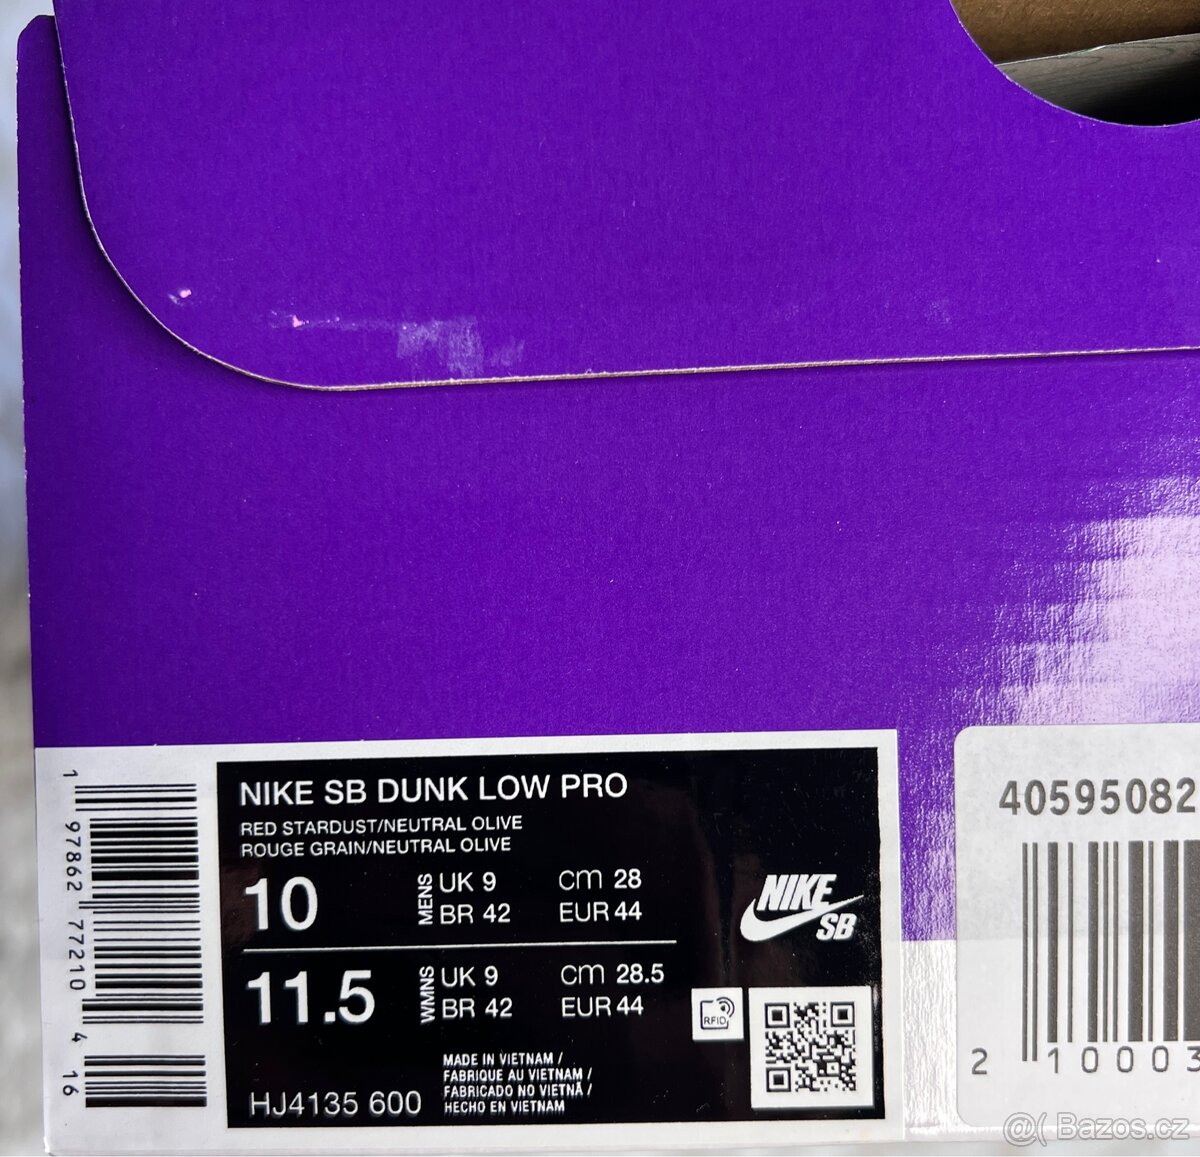 NIKE SB DUNK LOW PRO
RED STARDUST/NEUTRAL OLIVE
ROUGE GRAIN/NEUTRAL OLIVE
10
MENS
UK 9
cm 28
BR 42
EUR 44
11.5
WMNS
UK 9
cm 28.5
BR 42
EUR 44
NIKE
SB
RFID
MADE IN VIETNAM /
FABRIQUE AU VIETNAM /
FABRICADO NO VIETNÃ /
HECHO EN VIETNAM
HJ4135 600
1 97862 77210 4 16
40595082
2 10003
@( Bazos.cz